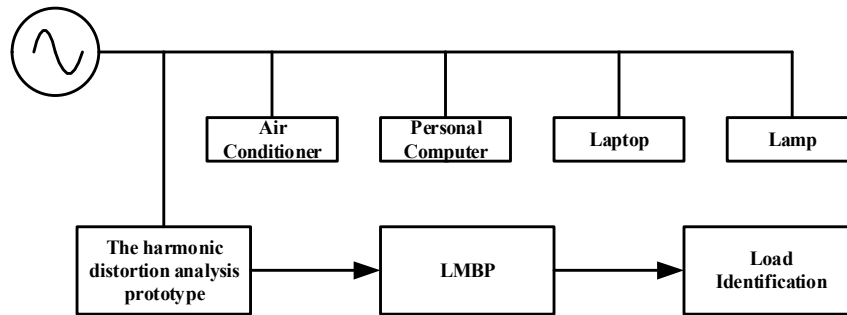 Air
Conditioner
Personal
Computer
Laptop
Lamp
The harmonic
distortion analysis
prototype
LMBP
Load
Identification